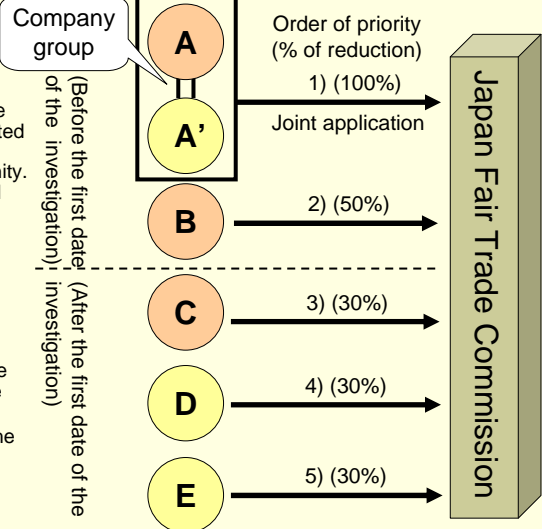 Company
group
A
A'
Order of priority
(% of reduction)
1) (100%)
Joint application
(Before the first date
of the investigation)
B
2) (50%)
(After the first date of the
investigation)
C
3) (30%)
D
4) (30%)
E
5) (30%)
Japan Fair Trade Commission